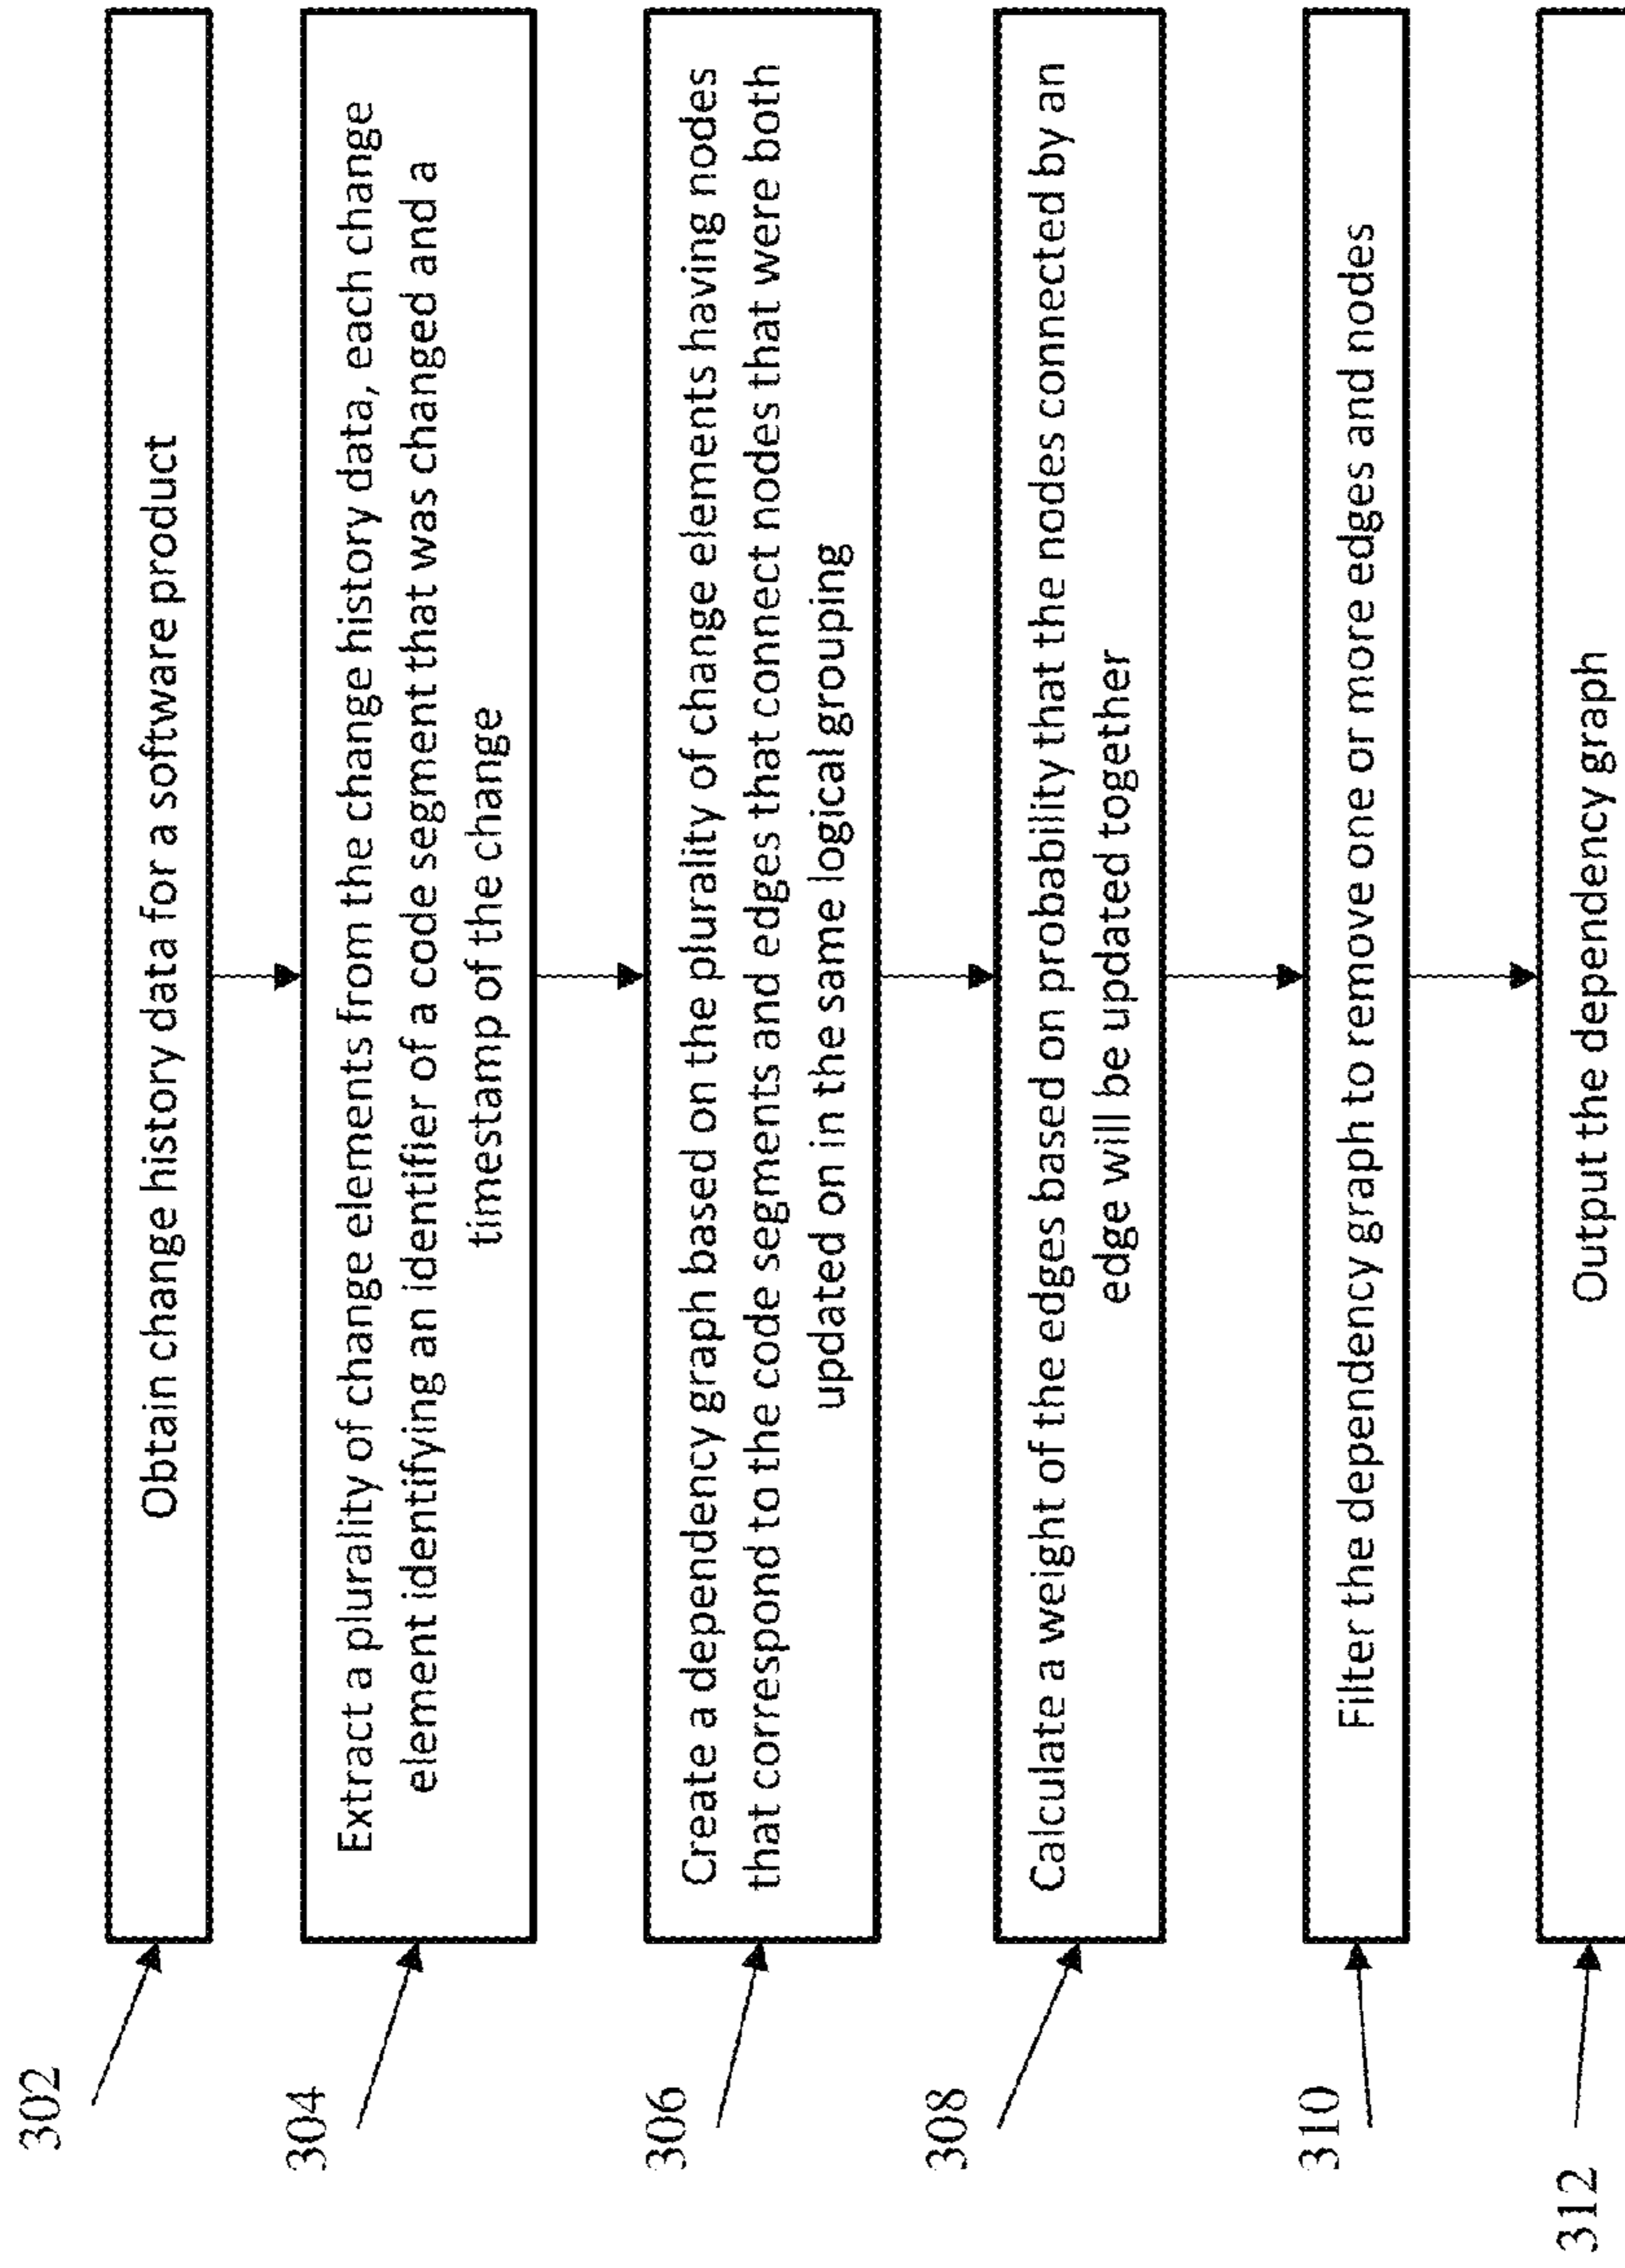 302
Obtain change history data for a software product
304
Extract a plurality of change elements from the change history data, each change
element identifying an identifier of a code segment that was changed and a
timestamp of the change
306
Create a dependency graph based on the plurality of change elements having nodes
that correspond to the code segments and edges that connect nodes that were both
updated on in the same logical grouping
308
Calculate a weight of the edges based on probability that the nodes connected by an
edge will be updated together
310
Filter the dependency graph to remove one or more edges and nodes
312
Output the dependency graph